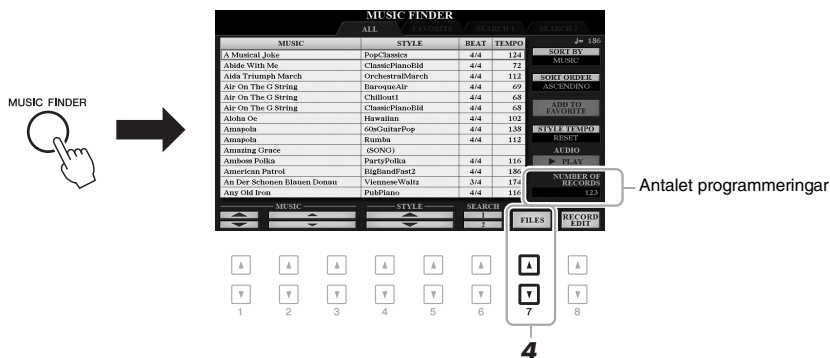 MUSIC FINDER
MUSIC FINDER
ALL FAVORITE SEARCH 1 SEARCH 2
MUSIC STYLE BEAT TEMPO
♩= 186
A Musical Joke PopClassics 4/4 124
Abide With Me ClassicPianoBld 4/4 72
Aida Triumph March OrchestralMarch 4/4 112
Air On The G String BaroqueAir 4/4 69
Air On The G String Chillout1 4/4 68
Air On The G String ClassicPianoBld 4/4 68
Aloha Oe Hawaiian 4/4 102
Amapola 60sGuitarPop 4/4 138
Amapola Rumba 4/4 112
Amazing Grace (SONG)
Amboss Polka PartyPolka 4/4 116
American Patrol BigBandFast2 4/4 186
An Der Schonen Blauen Donau VienneseWaltz 3/4 174
Any Old Iron PubPiano 4/4 116
SORT BY
MUSIC
SORT ORDER
ASCENDING
ADD TO
FAVORITE
STYLE TEMPO
RESET
AUDIO
▶ PLAY
NUMBER OF
RECORDS
123
Antalet programmeringar
MUSIC STYLE SEARCH
1
2
FILES
RECORD
EDIT
1 2 3 4 5 6 7 8
4